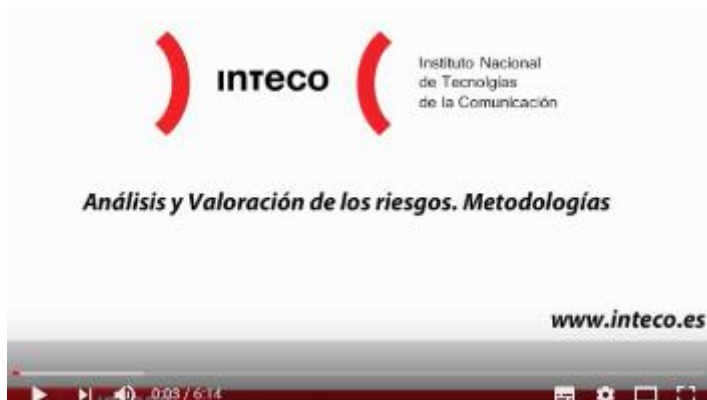 INTECO
Instituto Nacional
de Tecnolgías
de la Comunicación
Análisis y Valoración de los riesgos. Metodologías
www.inteco.es
0:03 / 6:14